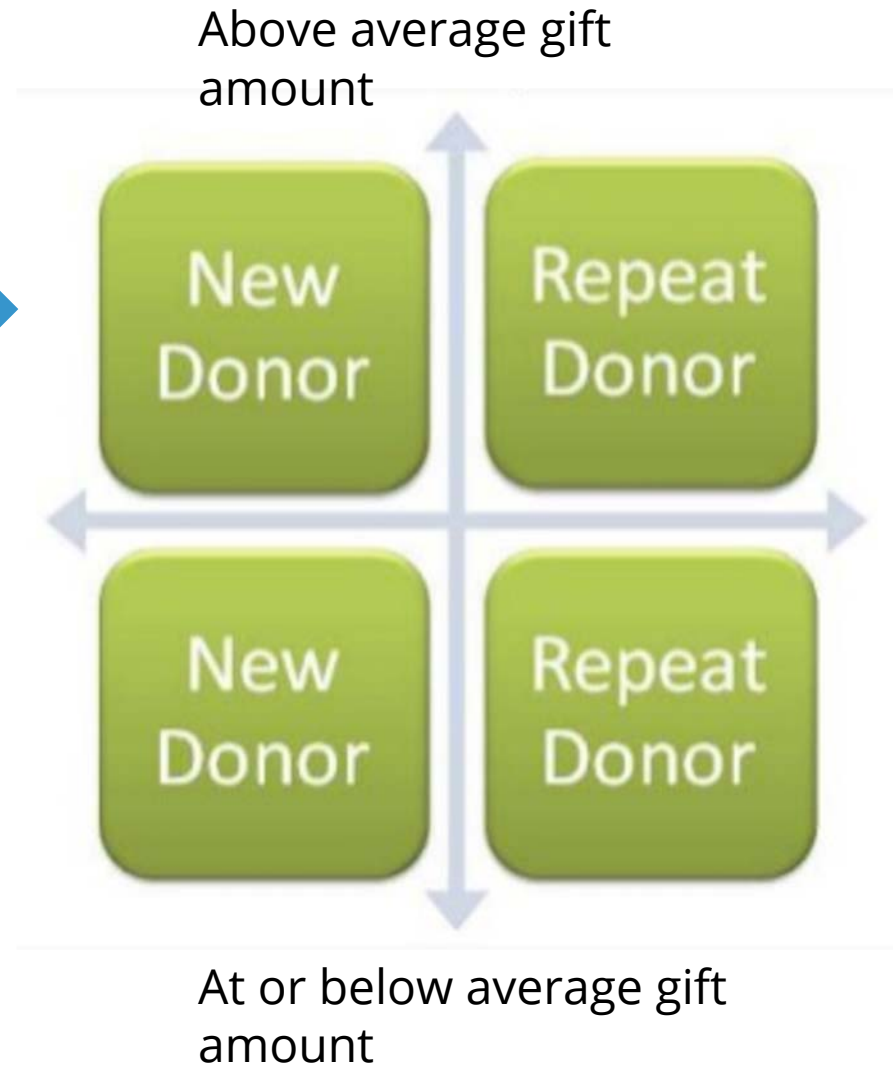 Above average gift
amount
New
Donor
Repeat
Donor
New
Donor
Repeat
Donor
At or below average gift
amount